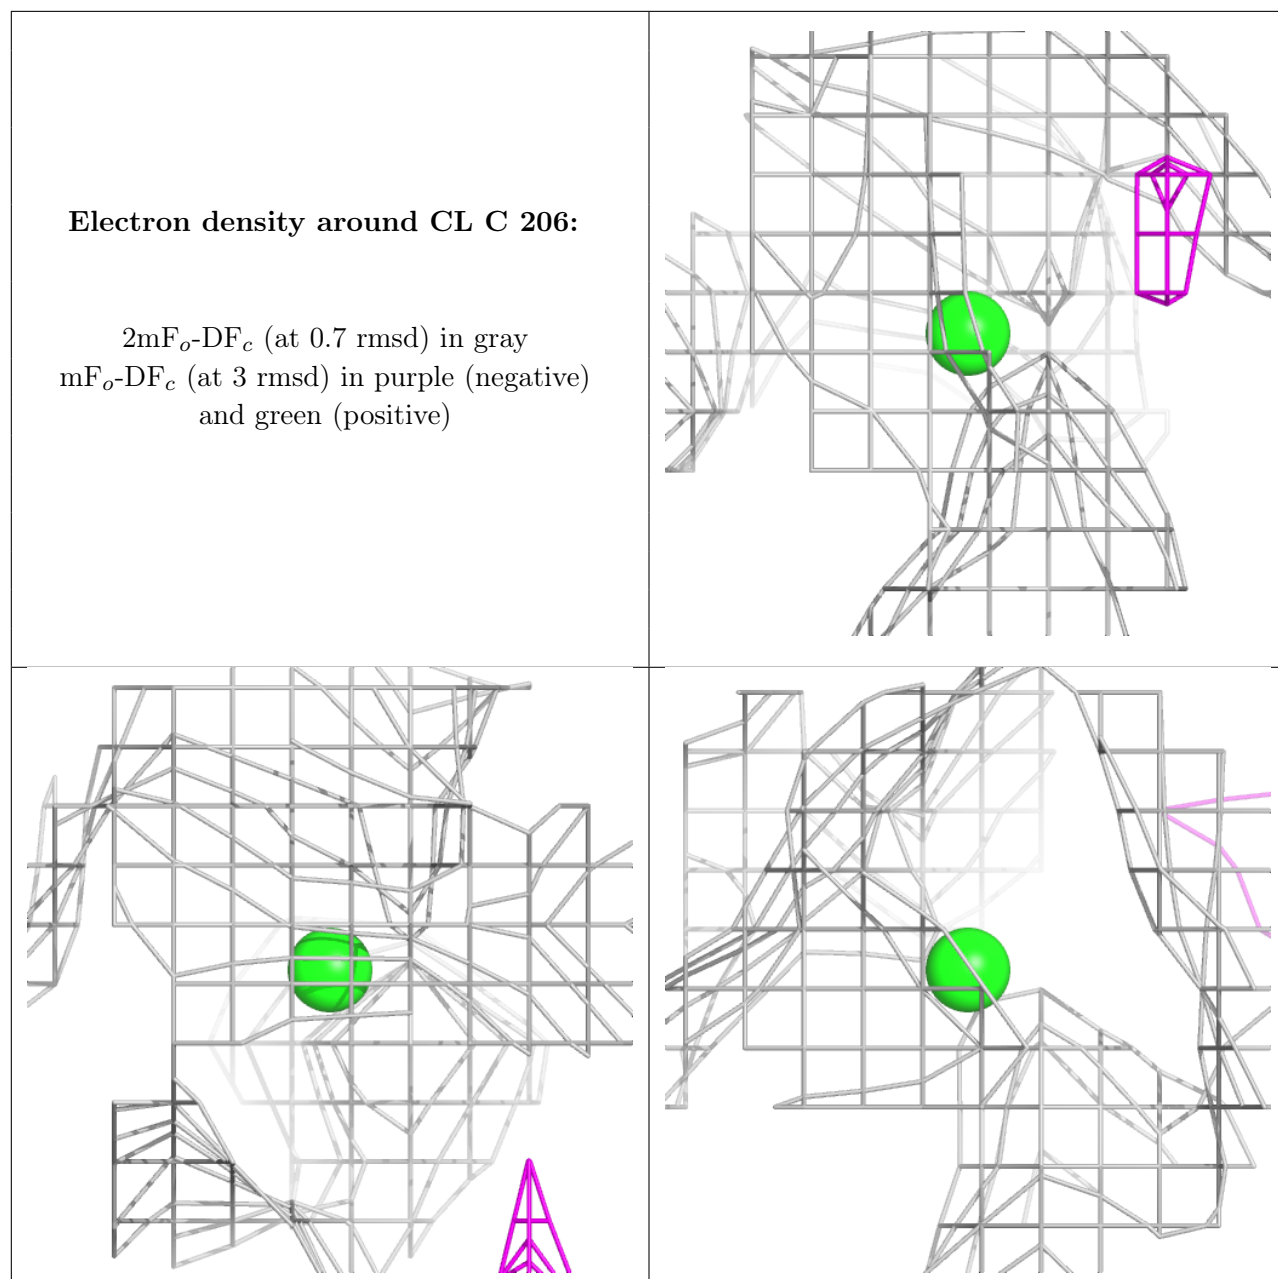 Electron density around CL C 206:
2mFo-DFc (at 0.7 rmsd) in gray
mFo-DFc (at 3 rmsd) in purple (negative)
and green (positive)